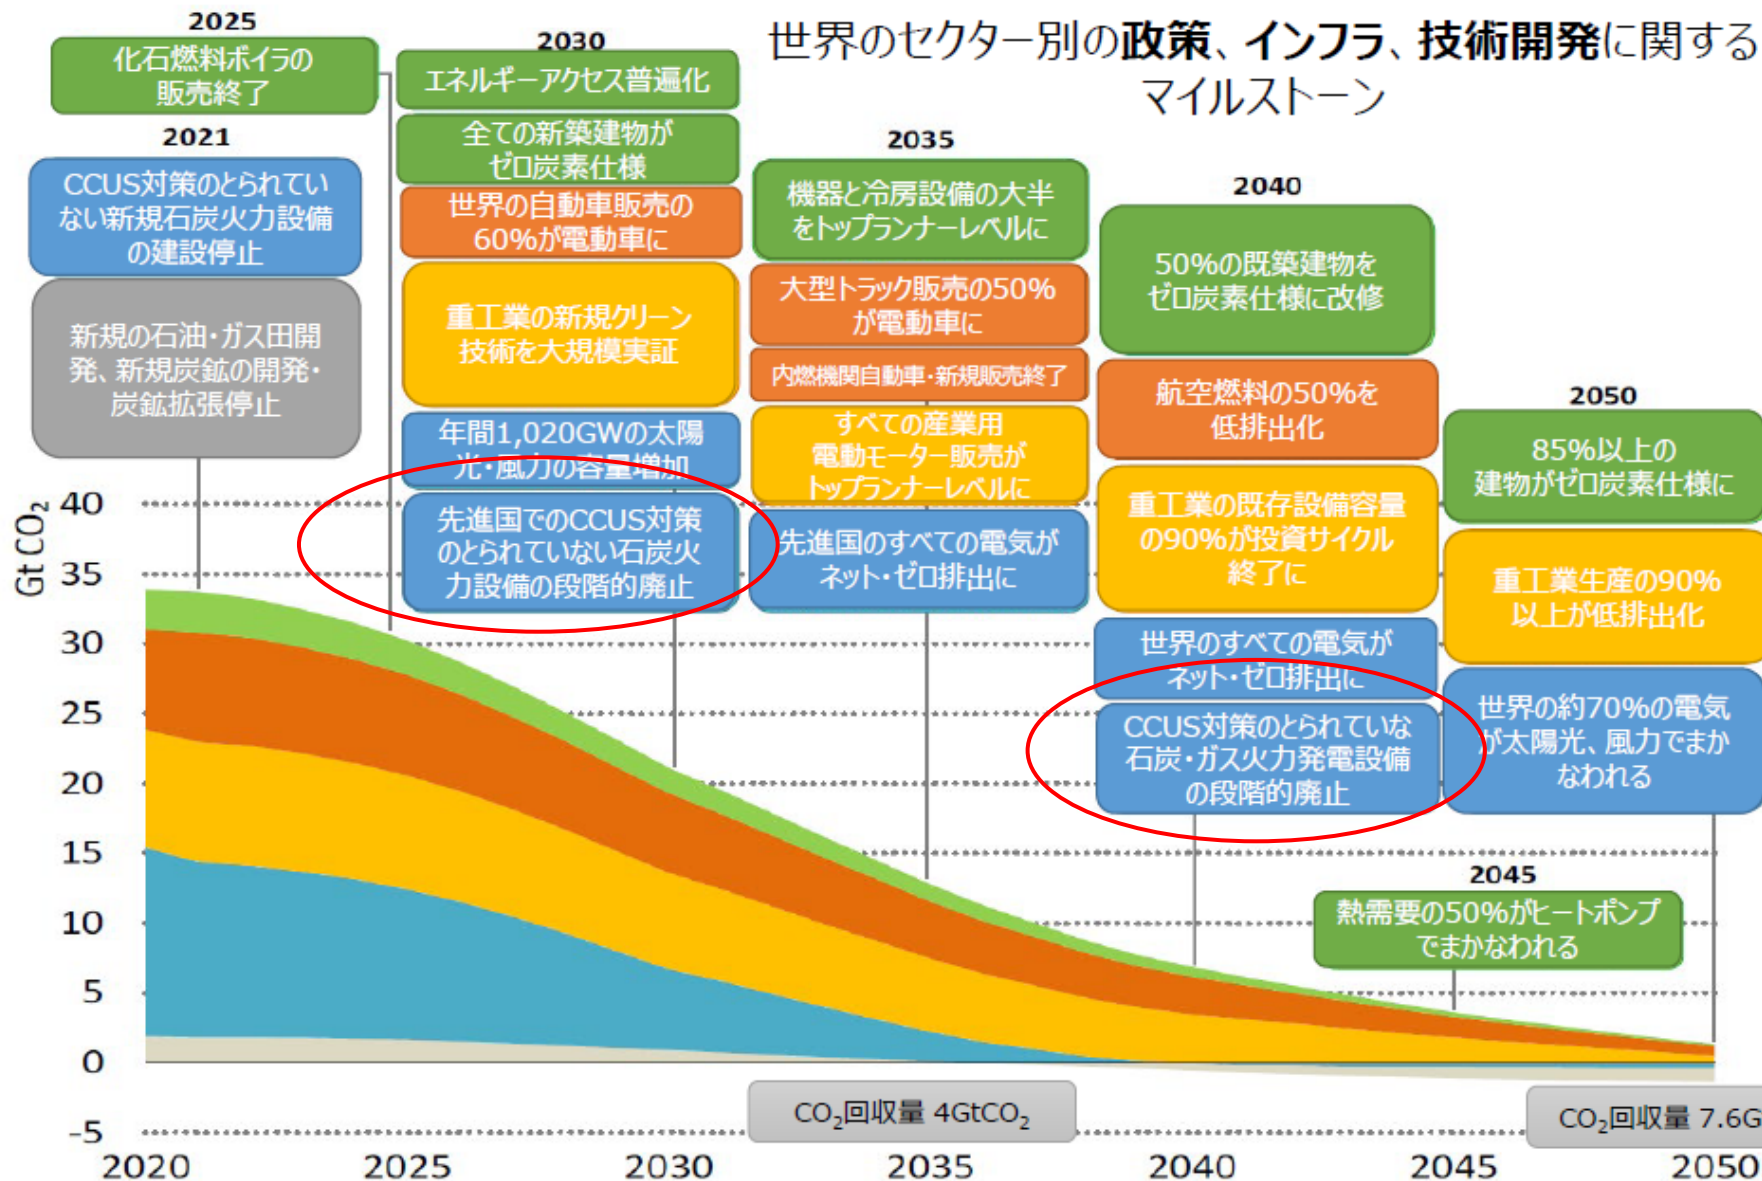 世界のセクター別の政策、インフラ、技術開発に関する
マイルストーン
2025
化石燃料ボイラの
販売終了
2021
CCUS対策のとられてい
ない新規石炭火力設備
の建設停止
新規の石油・ガス田開
発、新規炭鉱の開発・
炭鉱拡張停止
2030
エネルギーアクセス普遍化
全ての新築建物が
ゼロ炭素仕様
世界の自動車販売の
60%が電動車に
重工業の新規クリーン
技術を大規模実証
年間1,020GWの太陽
光・風力の容量増加
先進国でのCCUS対策
のとられていない石炭火
力設備の段階的廃止
2035
機器と冷房設備の大半
をトップランナーレベルに
大型トラック販売の50%
が電動車に
内燃機関自動車・新規販売終了
すべての産業用
電動モーター販売が
トップランナーレベルに
先進国のすべての電気が
ネット・ゼロ排出に
2040
50%の既築建物を
ゼロ炭素仕様に改修
航空燃料の50%を
低排出化
重工業の既存設備容量
の90%が投資サイクル
終了に
世界のすべての電気が
ネット・ゼロ排出に
CCUS対策のとられていな
石炭・ガス火力発電設備
の段階的廃止
2050
85%以上の
建物がゼロ炭素仕様に
重工業生産の90%
以上が低排出化
世界の約70%の電気
が太陽光、風力でまか
なわれる
2045
熱需要の50%がヒートポンプ
でまかなわれる
CO₂回収量 4GtCO₂
CO₂回収量 7.6G
Gt CO₂
40
35
30
25
20
15
10
5
0
-5
2020 2025 2030 2035 2040 2045 2050